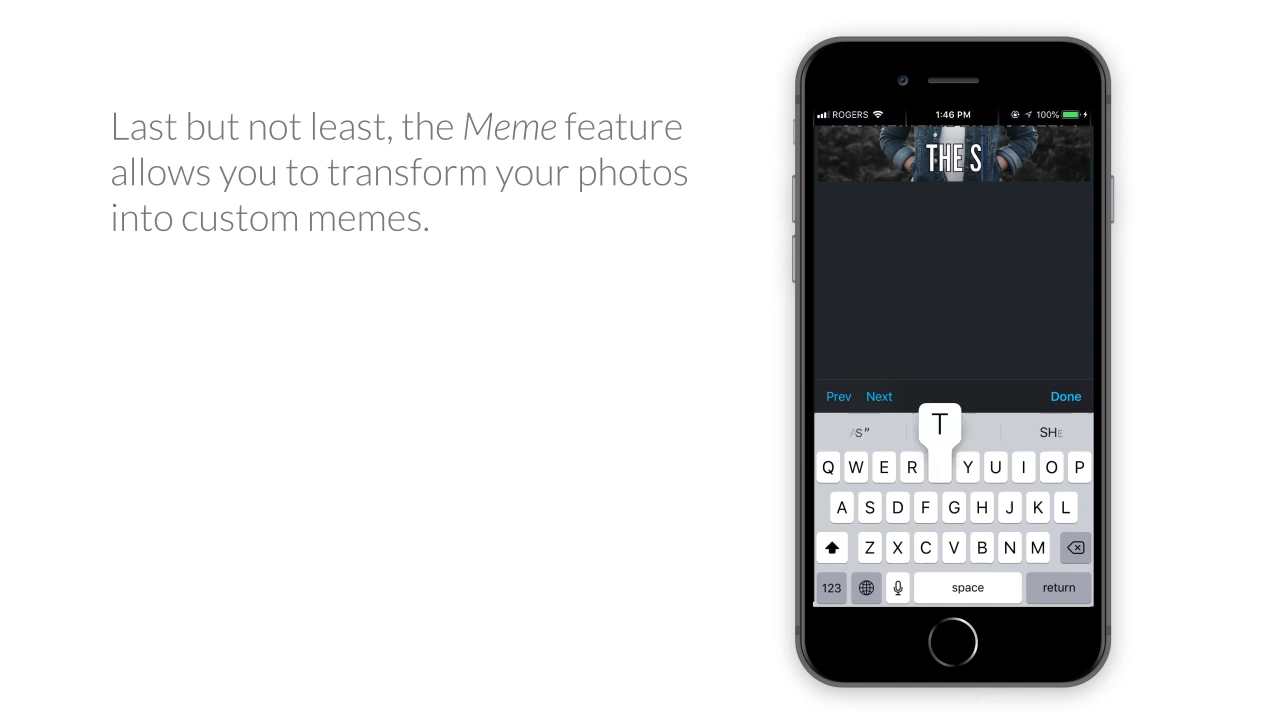 Last but not least, the Meme feature
allows you to transform your photos
into custom memes.
ROGERS
1:46 PM
100%
THE S
Prev
Next
Done
T
Q W E R Y U I O P
A S D F G H J K L
Z X C V B N M
123
space
return